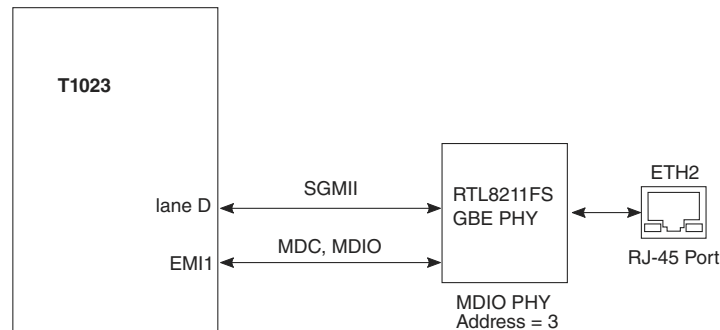 T1023
lane D
SGMII
EMI1
MDC, MDIO
RTL8211FS
GBE PHY
MDIO PHY
Address = 3
ETH2
RJ-45 Port